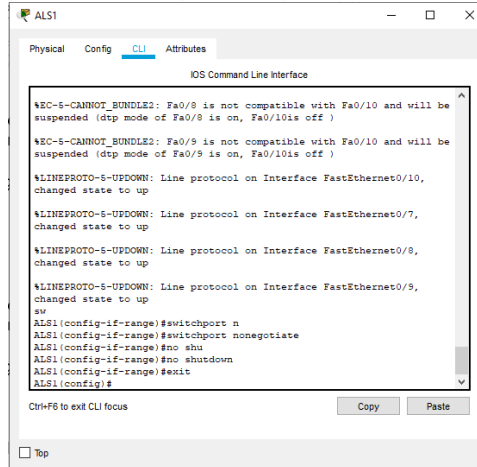 ALS1
Physical Config CLI Attributes
IOS Command Line Interface
%EC-5-CANNOT_BUNDLE2: Fa0/8 is not compatible with Fa0/10 and will be
suspended (dtp mode of Fa0/8 is on, Fa0/10is off )
%EC-5-CANNOT_BUNDLE2: Fa0/9 is not compatible with Fa0/10 and will be
suspended (dtp mode of Fa0/9 is on, Fa0/10is off )
%LINEPROTO-5-UPDOWN: Line protocol on Interface FastEthernet0/10,
changed state to up
%LINEPROTO-5-UPDOWN: Line protocol on Interface FastEthernet0/7,
changed state to up
%LINEPROTO-5-UPDOWN: Line protocol on Interface FastEthernet0/8,
changed state to up
%LINEPROTO-5-UPDOWN: Line protocol on Interface FastEthernet0/9,
changed state to up
sw
ALS1(config-if-range)#switchport n
ALS1(config-if-range)#switchport nonegotiate
ALS1(config-if-range)#no shu
ALS1(config-if-range)#no shutdown
ALS1(config-if-range)#exit
ALS1(config)#
Ctrl+F6 to exit CLI focus
Copy Paste
Top